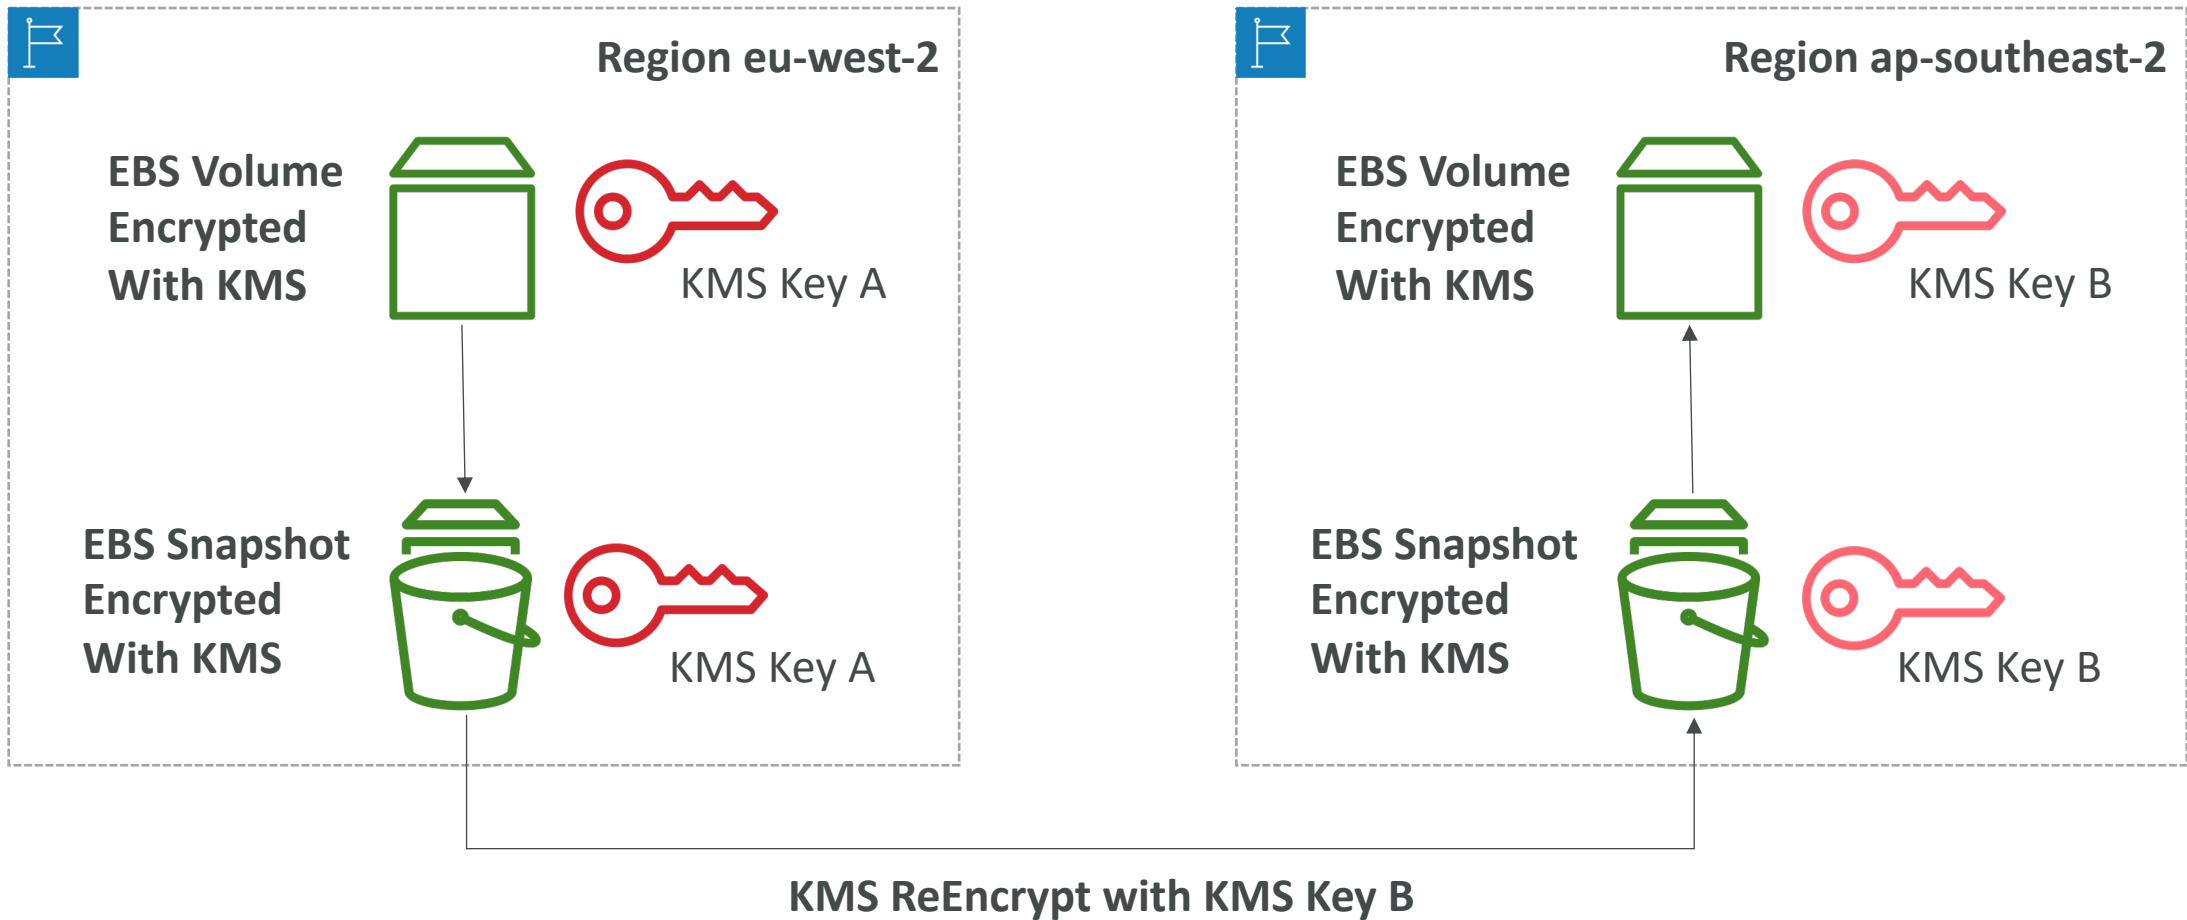 Region eu-west-2
EBS Volume
Encrypted
With KMS
KMS Key A
EBS Snapshot
Encrypted
With KMS
KMS Key A
Region ap-southeast-2
EBS Volume
Encrypted
With KMS
KMS Key B
EBS Snapshot
Encrypted
With KMS
KMS Key B
KMS ReEncrypt with KMS Key B